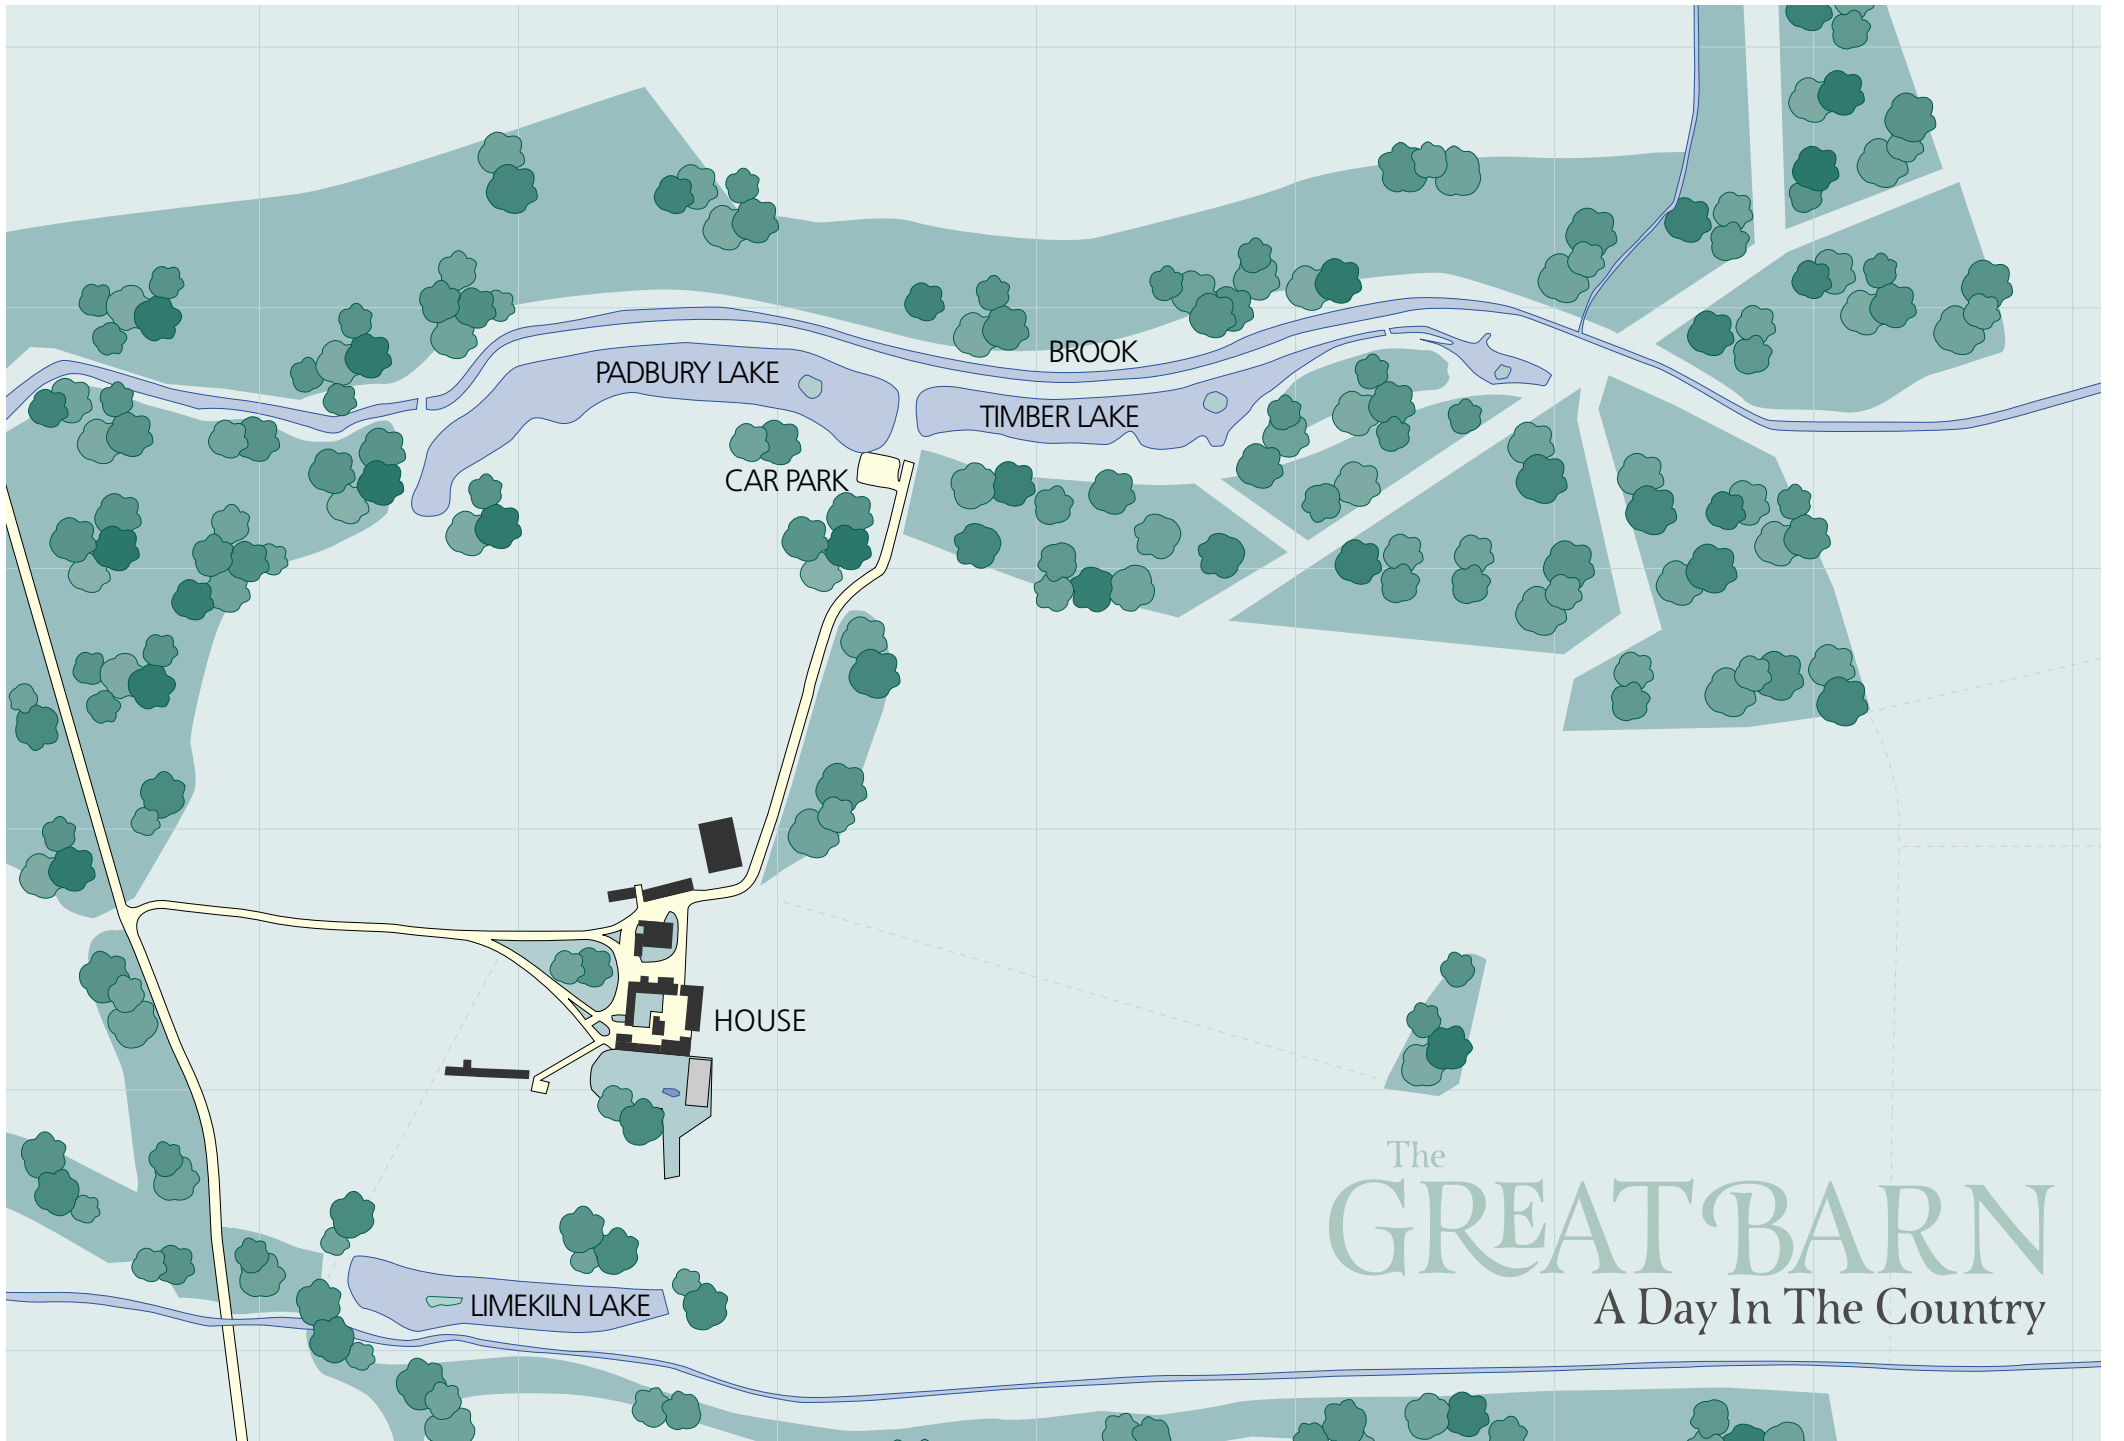 BROOK
PADBURY LAKE
TIMBER LAKE
CAR PARK
HOUSE
The
GREAT BARN
A Day In The Country
LIMEKILN LAKE